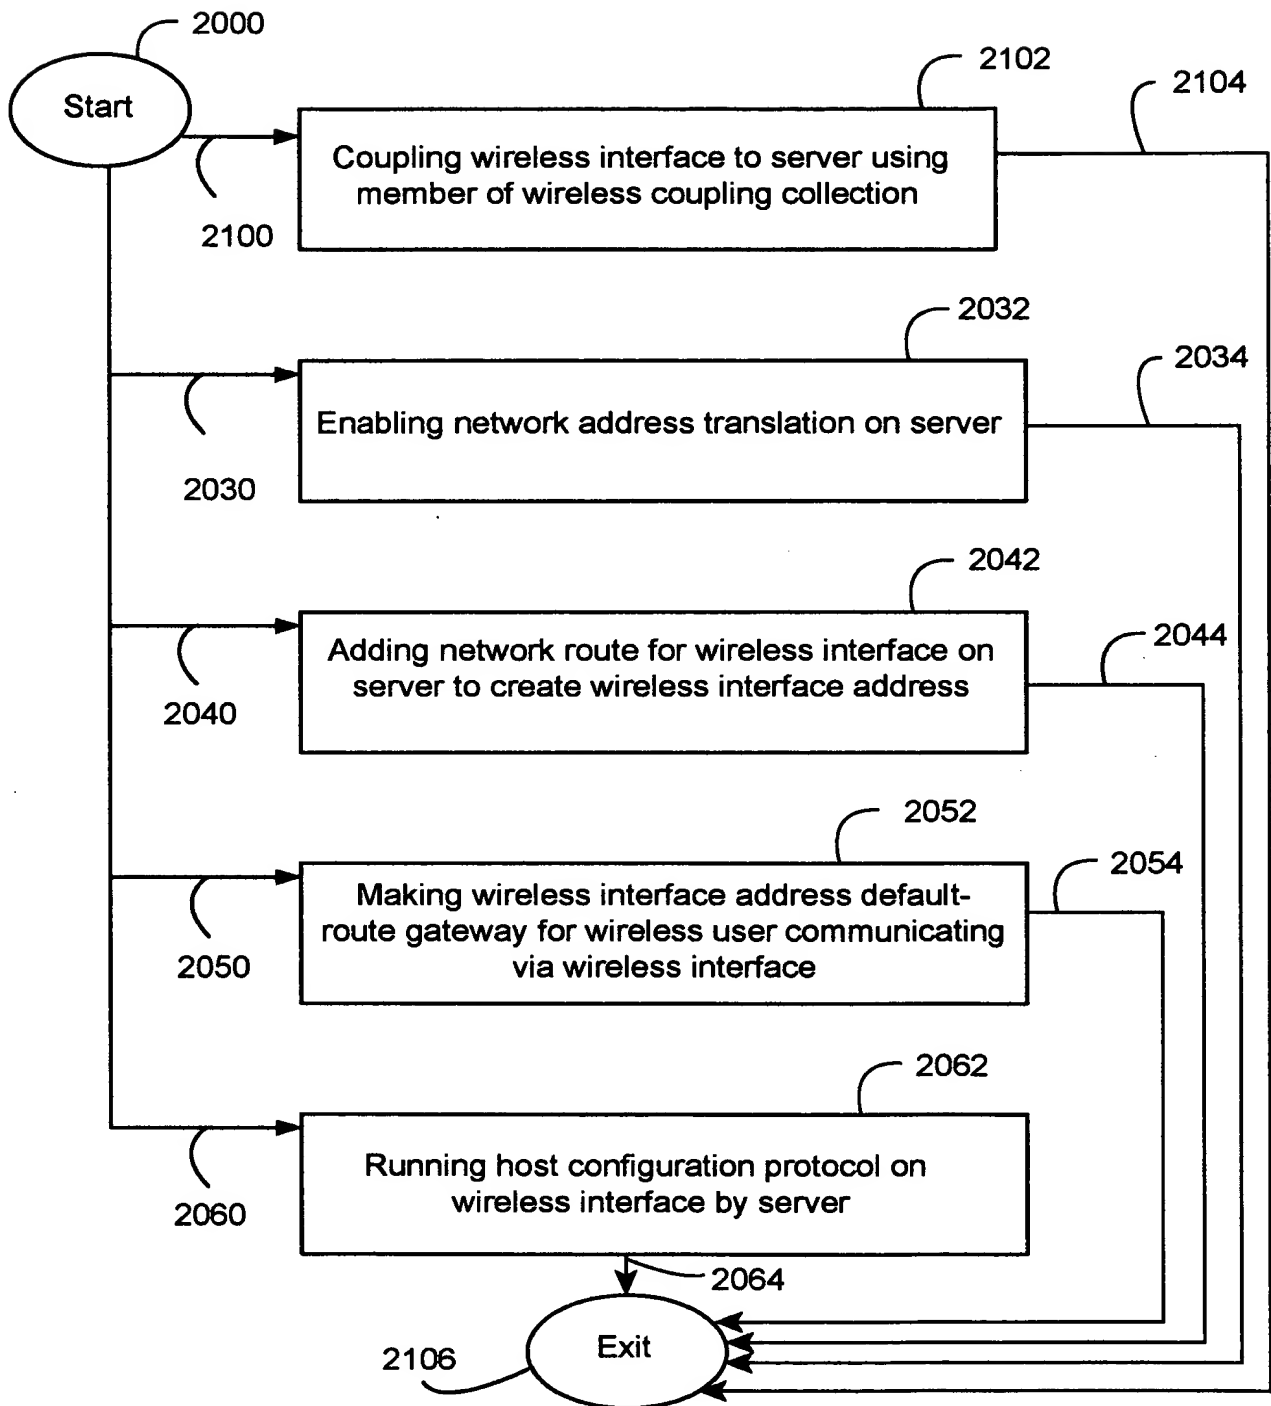 2000
Start
2102
2104
Coupling wireless interface to server using
member of wireless coupling collection
2100
2032
2034
Enabling network address translation on server
2030
2042
2044
Adding network route for wireless interface on
server to create wireless interface address
2040
2052
2054
Making wireless interface address default-
route gateway for wireless user communicating
via wireless interface
2050
2062
Running host configuration protocol on
wireless interface by server
2060
2064
Exit
2106